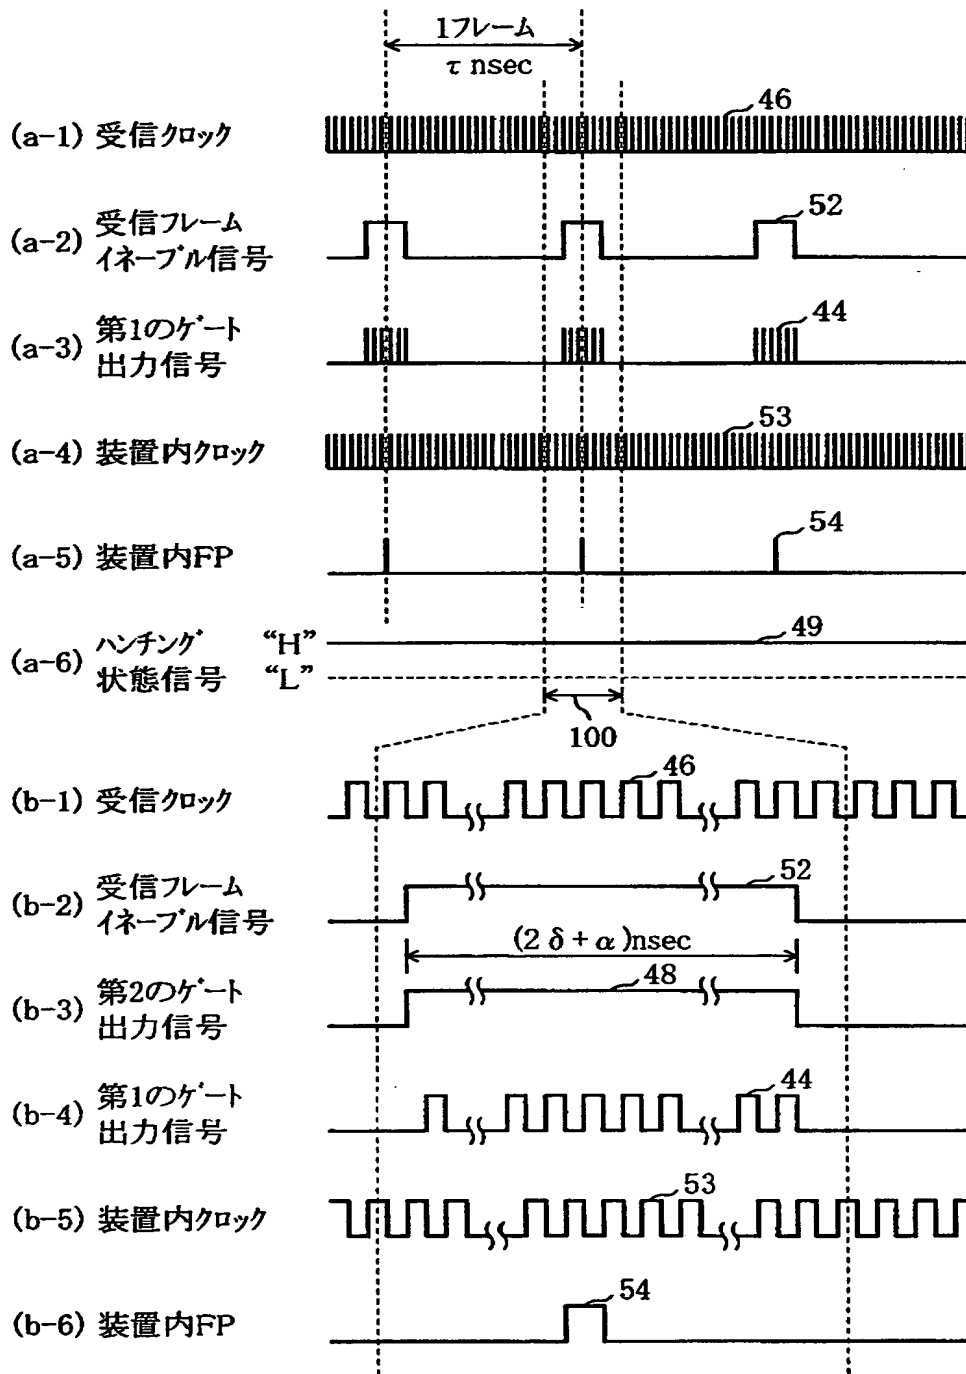 1フレーム
τ nsec
46
(a-1) 受信クロック
52
(a-2) 受信フレーム
イネーブル信号
44
(a-3) 第1のゲート
出力信号
53
(a-4) 装置内クロック
54
(a-5) 装置内FP
49
(a-6) ハンチング
状態信号
“H”
“L”
100
46
(b-1) 受信クロック
52
(b-2) 受信フレーム
イネーブル信号
(2δ+α)nsec
48
(b-3) 第2のゲート
出力信号
44
(b-4) 第1のゲート
出力信号
53
(b-5) 装置内クロック
54
(b-6) 装置内FP